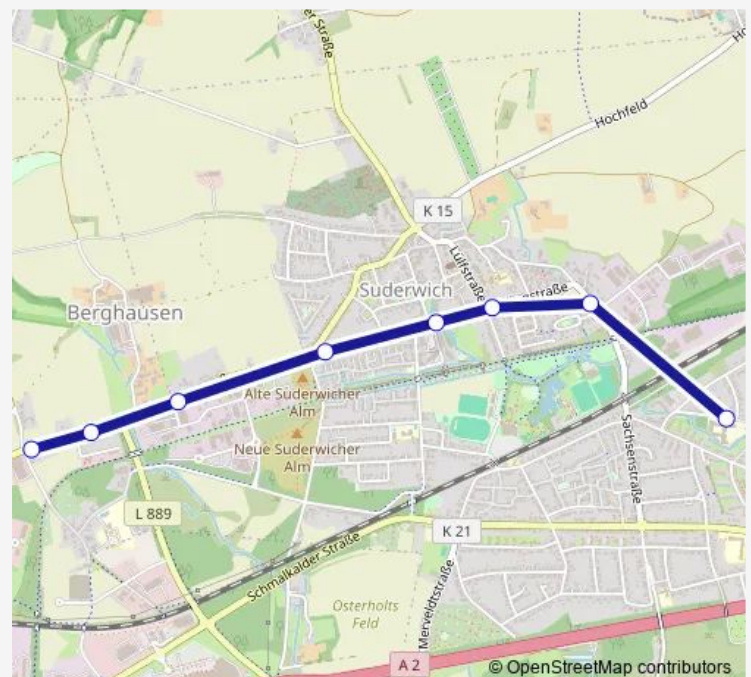 er Straße
Hochfeld
K 15
Lülfstraße
Suderwich
nstraße
Berghausen
Alte Suderwicher
Alm
Neue Suderwicher
Alm
Sachsenstraße
L 889
K 21
Schmalkalder Straße
Merveldtstraße
Osterholts
Feld
A 2
© OpenStreetMap contributors